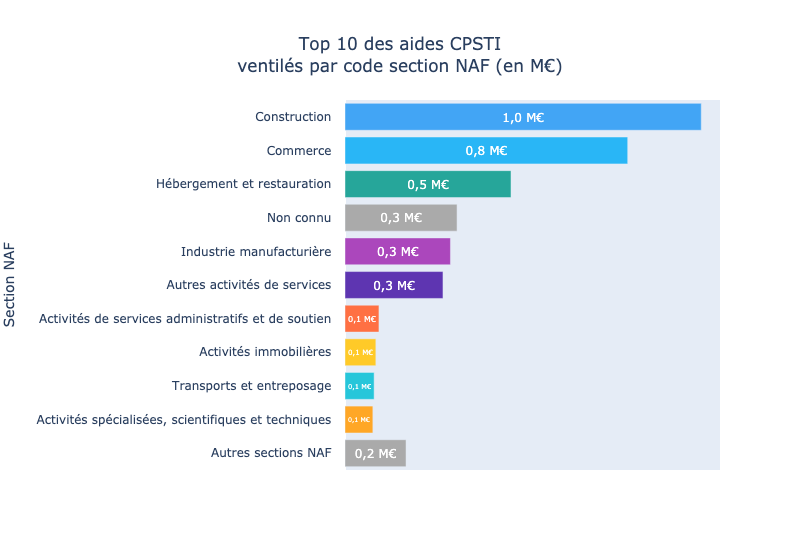 Top 10 des aides CPSTI
ventilés par code section NAF (en M€)
Section NAF
Construction 1,0 M€
Commerce 0,8 M€
Hébergement et restauration 0,5 M€
Non connu 0,3 M€
Industrie manufacturière 0,3 M€
Autres activités de services 0,3 M€
Activités de services administratifs et de soutien 0,1 M€
Activités immobilières 0,1 M€
Transports et entreposage 0,1 M€
Activités spécialisées, scientifiques et techniques 0,1 M€
Autres sections NAF 0,2 M€